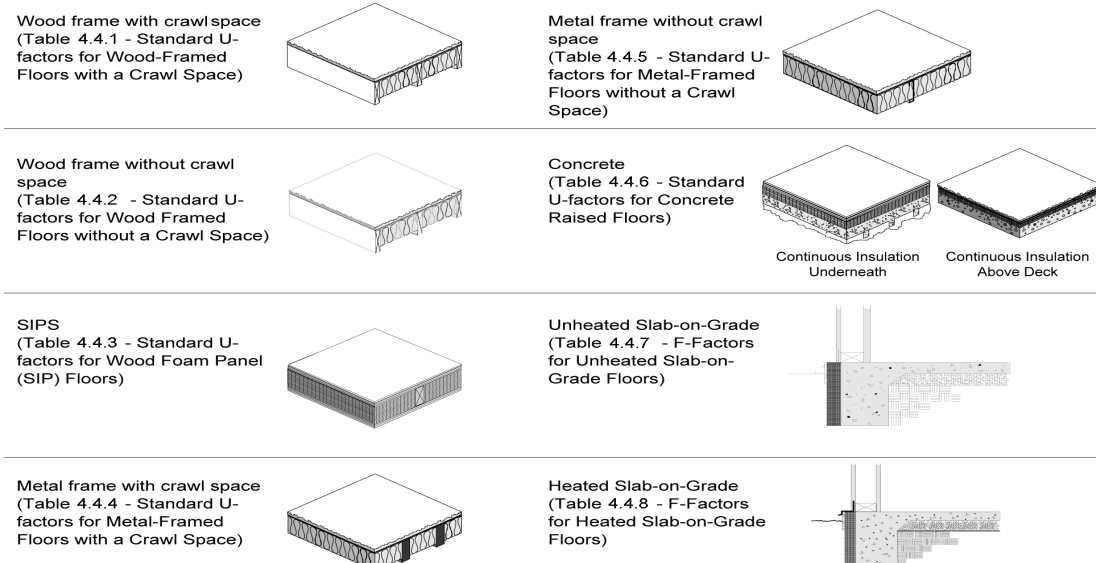 Wood frame with crawl space
(Table 4.4.1 - Standard U-
factors for Wood-Framed
Floors with a Crawl Space)
Metal frame without crawl
space
(Table 4.4.5 - Standard U-
factors for Metal-Framed
Floors without a Crawl
Space)
Wood frame without crawl
space
(Table 4.4.2 - Standard U-
factors for Wood Framed
Floors without a Crawl Space)
Concrete
(Table 4.4.6 - Standard
U-factors for Concrete
Raised Floors)
Continuous Insulation
Underneath
Continuous Insulation
Above Deck
SIPS
(Table 4.4.3 - Standard U-
factors for Wood Foam Panel
(SIP) Floors)
Unheated Slab-on-Grade
(Table 4.4.7 - F-Factors
for Unheated Slab-on-
Grade Floors)
Metal frame with crawl space
(Table 4.4.4 - Standard U-
factors for Metal-Framed
Floors with a Crawl Space)
Heated Slab-on-Grade
(Table 4.4.8 - F-Factors
for Heated Slab-on-Grade
Floors)